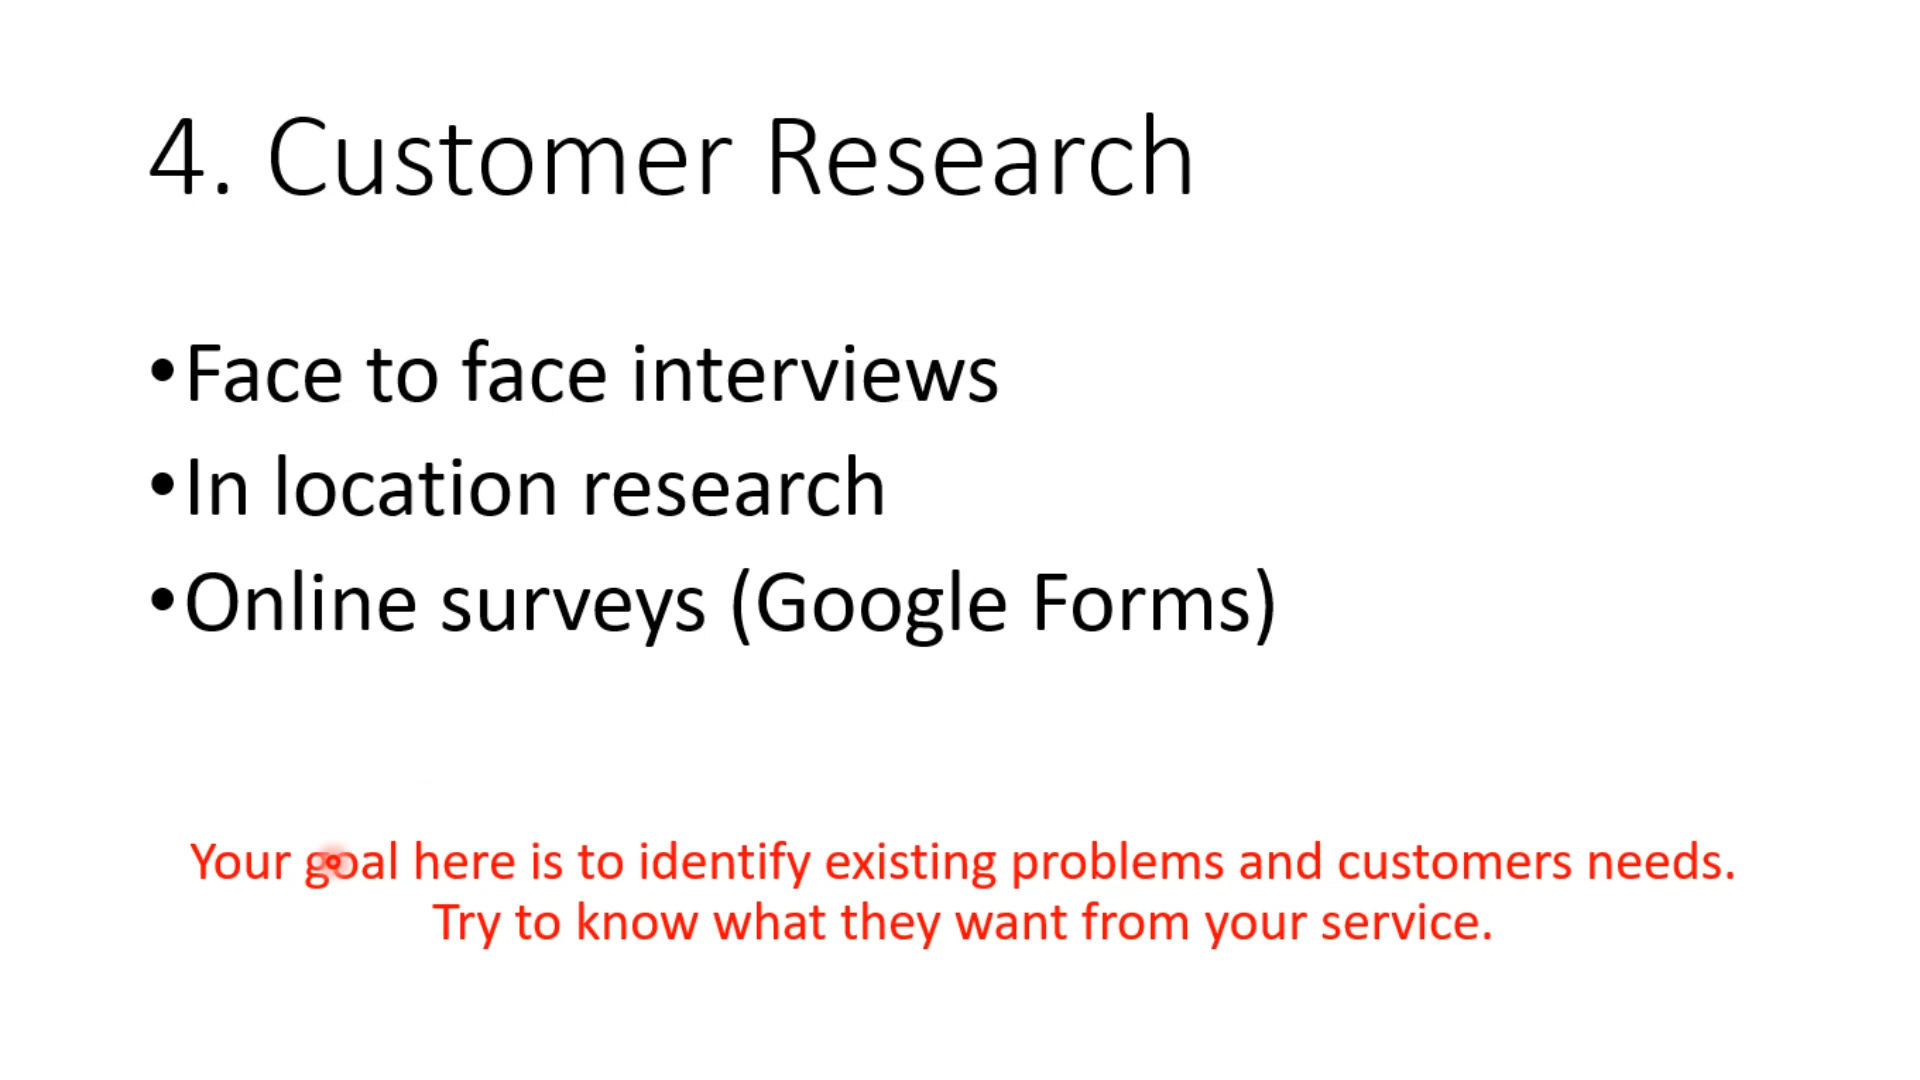 4. Customer Research
•Face to face interviews
•In location research
•Online surveys (Google Forms)
Your goal here is to identify existing problems and customers needs.
Try to know what they want from your service.